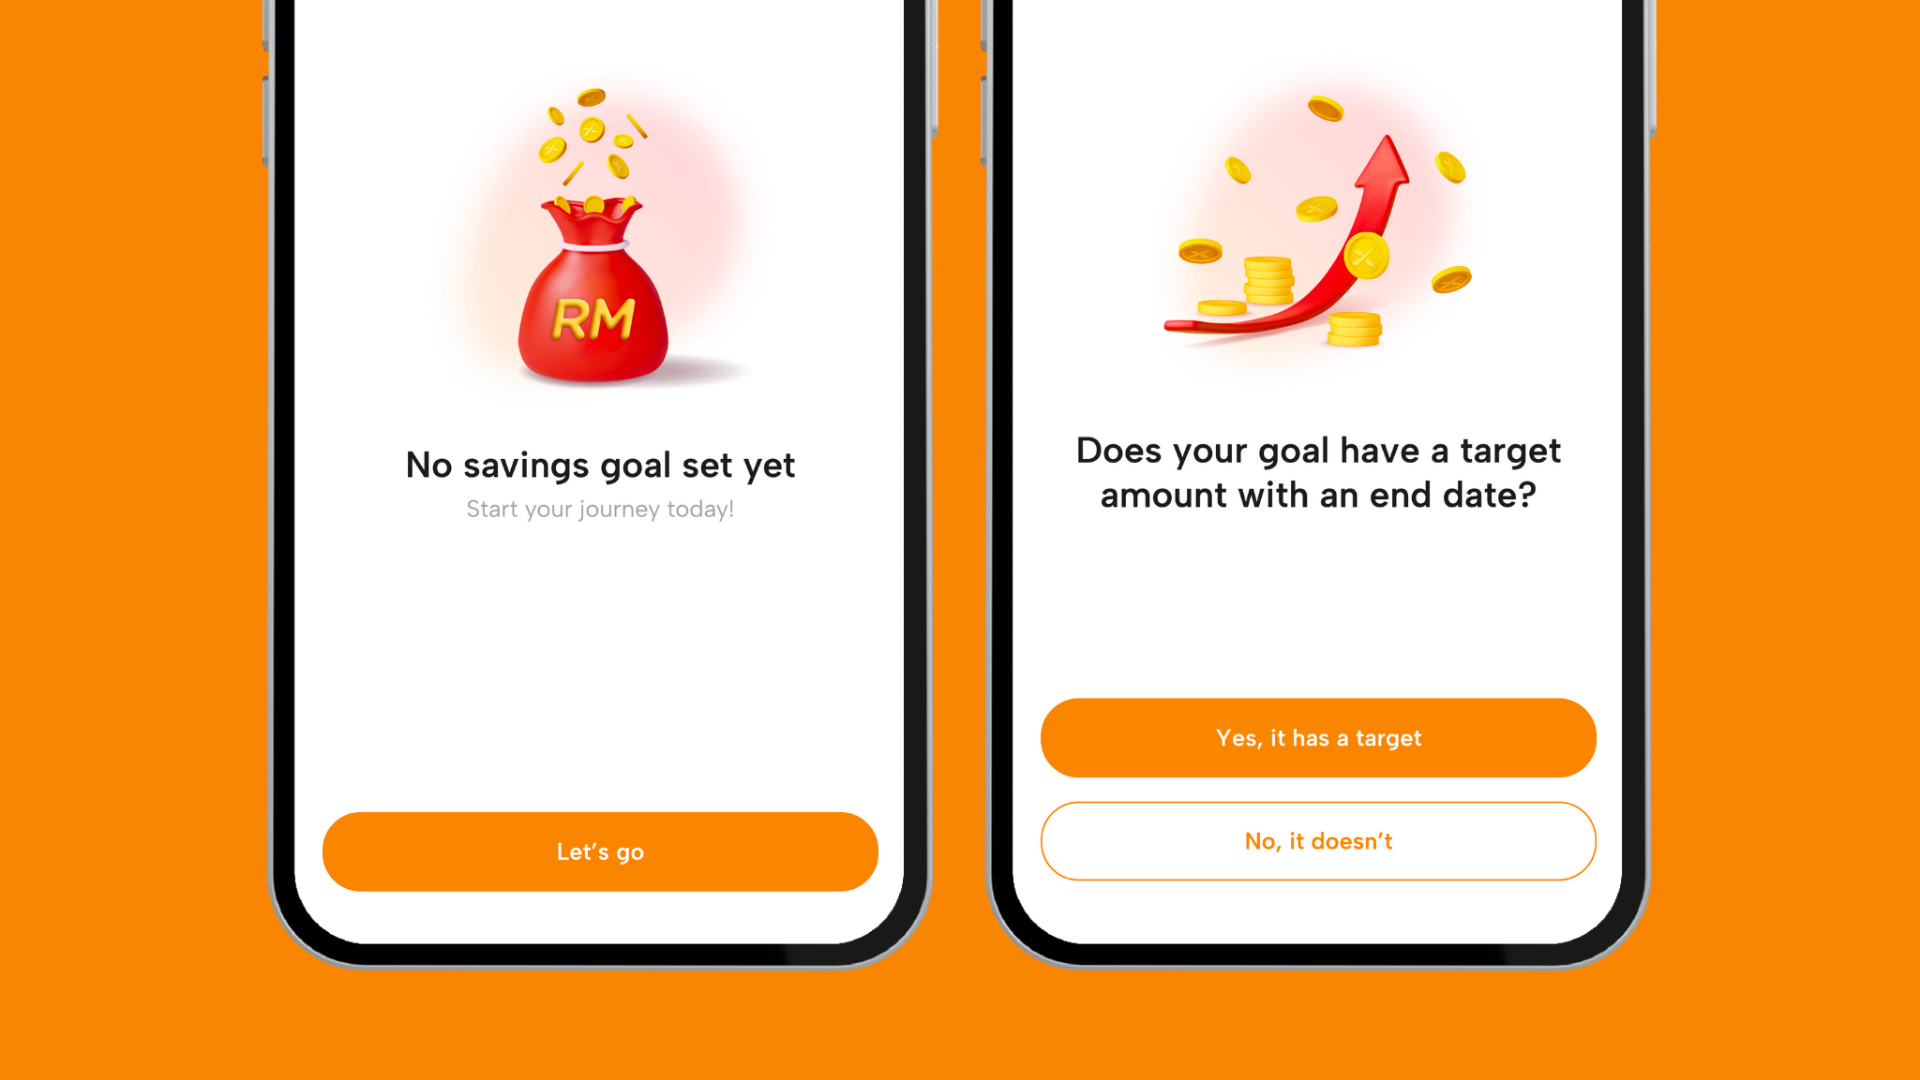 RM
No savings goal set yet
Start your journey today!
Let’s go
Does your goal have a target
amount with an end date?
Yes, it has a target
No, it doesn’t